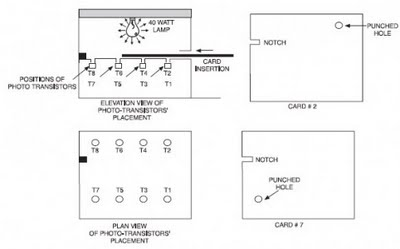 40 WATT
LAMP
CARD
INSERTION
POSITIONS OF
PHOTO TRANSISTORS
T8 T6 T4 T2
T7 T5 T3 T1
ELEVATION VIEW OF
PHOTO-TRANSISTORS'
PLACEMENT
PUNCHED
HOLE
NOTCH
CARD # 2
T8 T6 T4 T2
T7 T5 T3 T1
PLAN VIEW
OF PHOTO-TRANSISTORS'
PLACEMENT
NOTCH
PUNCHED
HOLE
CARD # 7